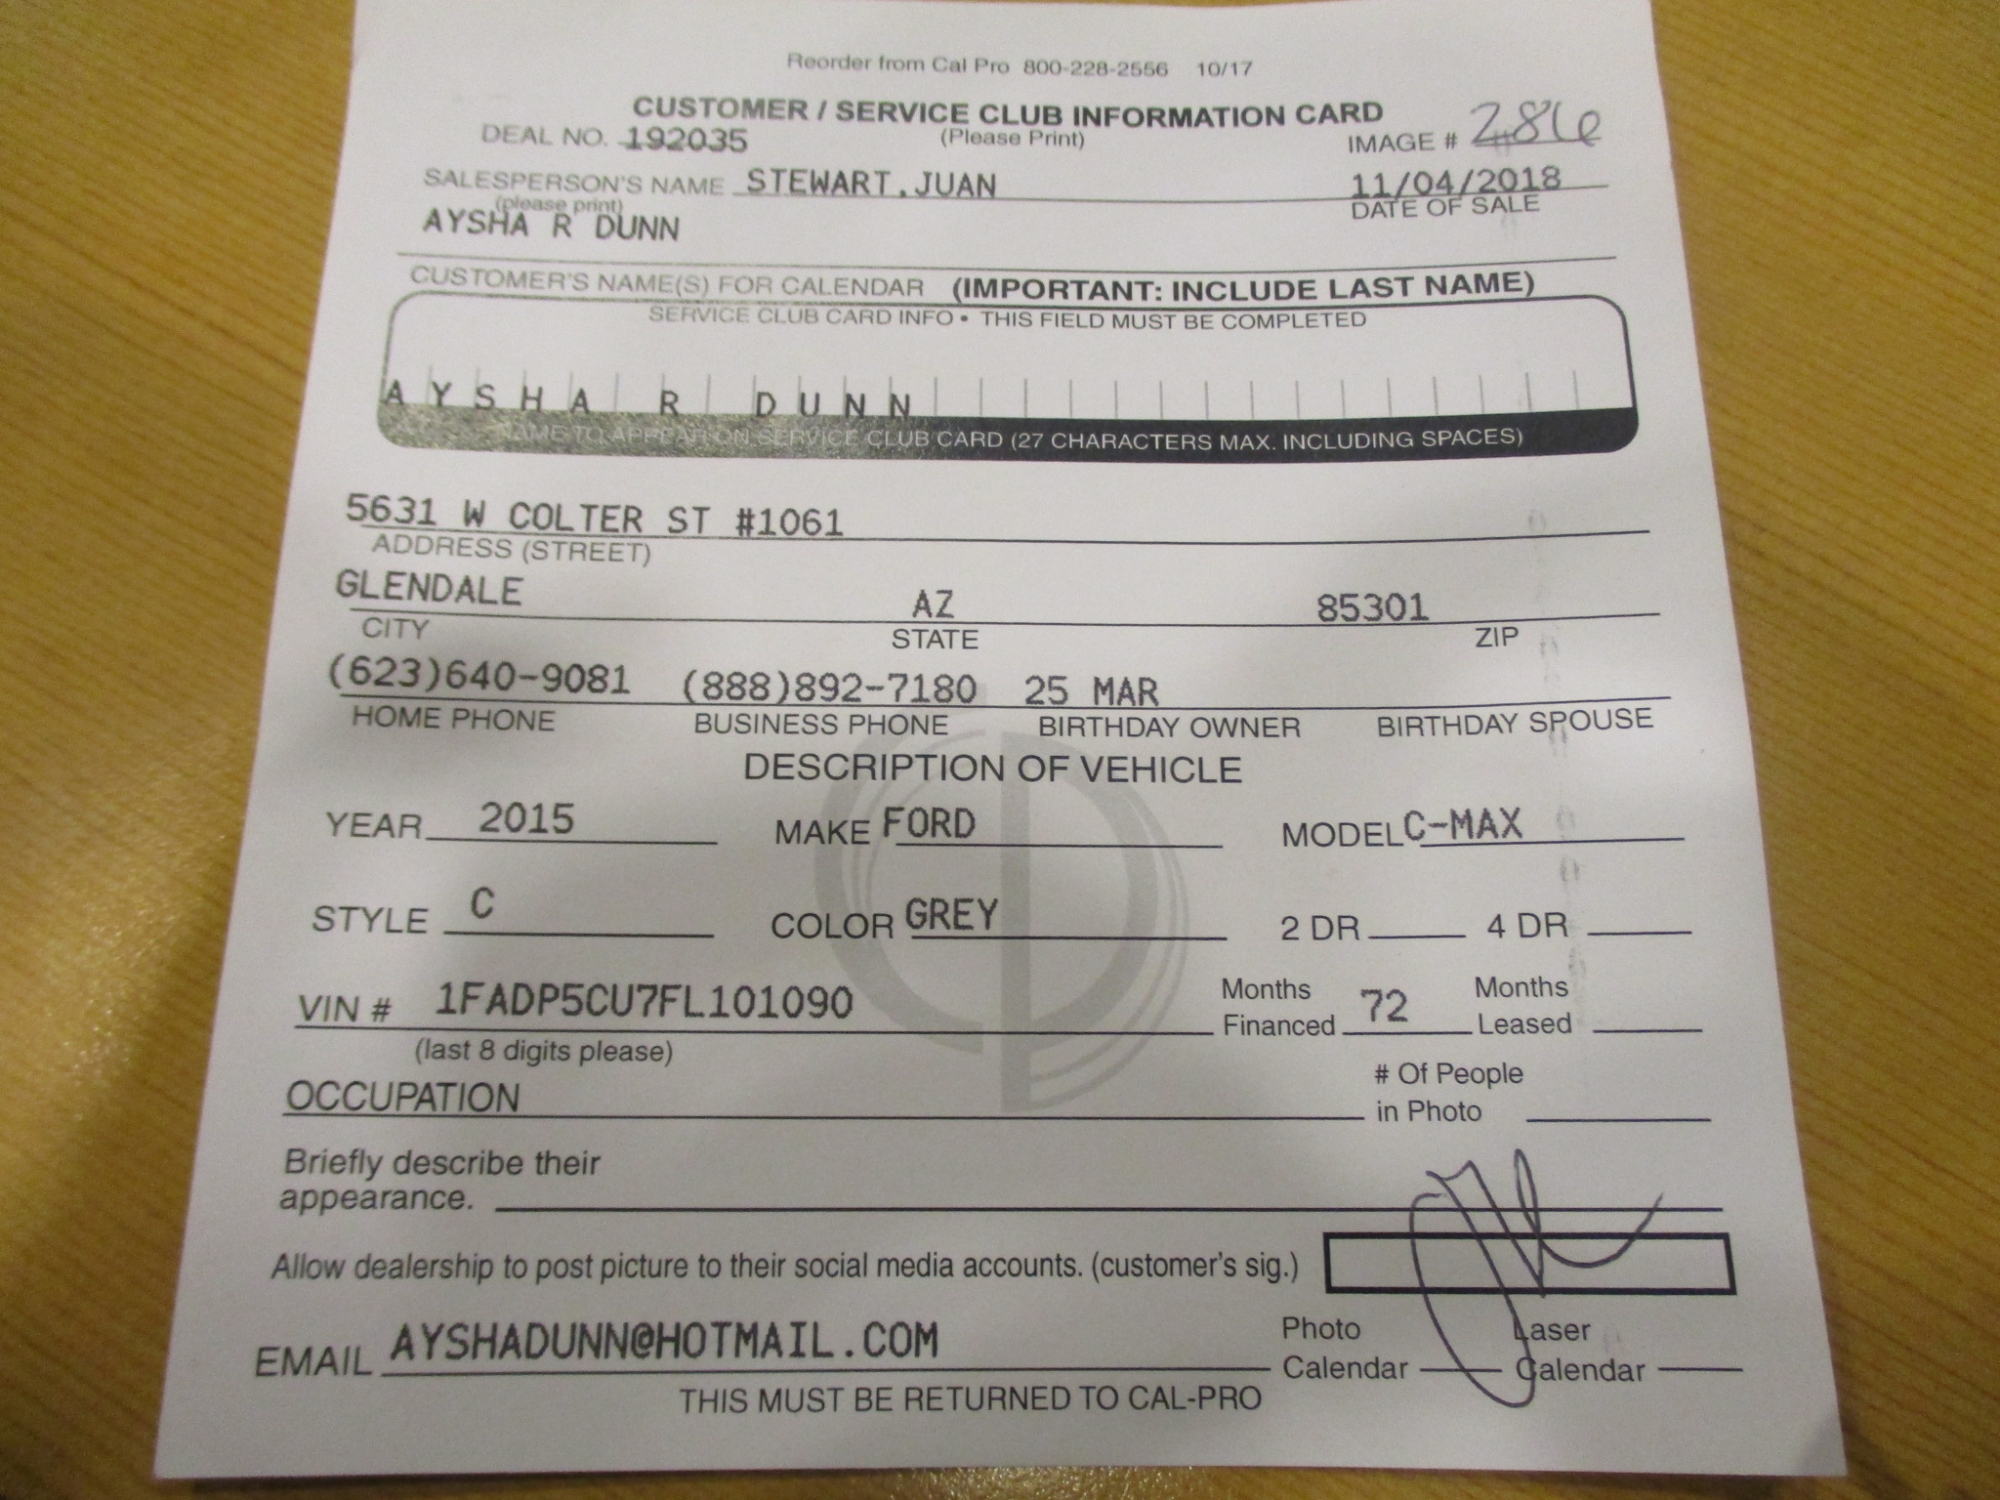 Reorder from Cal Pro 800-228-2556 10/17
CUSTOMER / SERVICE CLUB INFORMATION CARD
DEAL NO. 192035 (Please Print) IMAGE # 286
SALESPERSON'S NAME STEWART,JUAN 11/04/2018
(please print) DATE OF SALE
AYSHA R DUNN
CUSTOMER'S NAME(S) FOR CALENDAR (IMPORTANT: INCLUDE LAST NAME)
SERVICE CLUB CARD INFO • THIS FIELD MUST BE COMPLETED
AYSHA R DUNN
NAME TO APPEAR ON SERVICE CLUB CARD (27 CHARACTERS MAX. INCLUDING SPACES)
5631 W COLTER ST #1061
ADDRESS (STREET)
GLENDALE AZ 85301
CITY STATE ZIP
(623)640-9081 (888)892-7180 25 MAR
HOME PHONE BUSINESS PHONE BIRTHDAY OWNER BIRTHDAY SPOUSE
DESCRIPTION OF VEHICLE
YEAR 2015 MAKE FORD MODEL C-MAX
STYLE C COLOR GREY 2 DR 4 DR
VIN # 1FADP5CU7FL101090 Months Financed 72 Months Leased
(last 8 digits please)
OCCUPATION # Of People in Photo
Briefly describe their
appearance.
Allow dealership to post picture to their social media accounts. (customer's sig.)
EMAIL AYSHADUNN@HOTMAIL.COM Photo Calendar Laser Calendar
THIS MUST BE RETURNED TO CAL-PRO